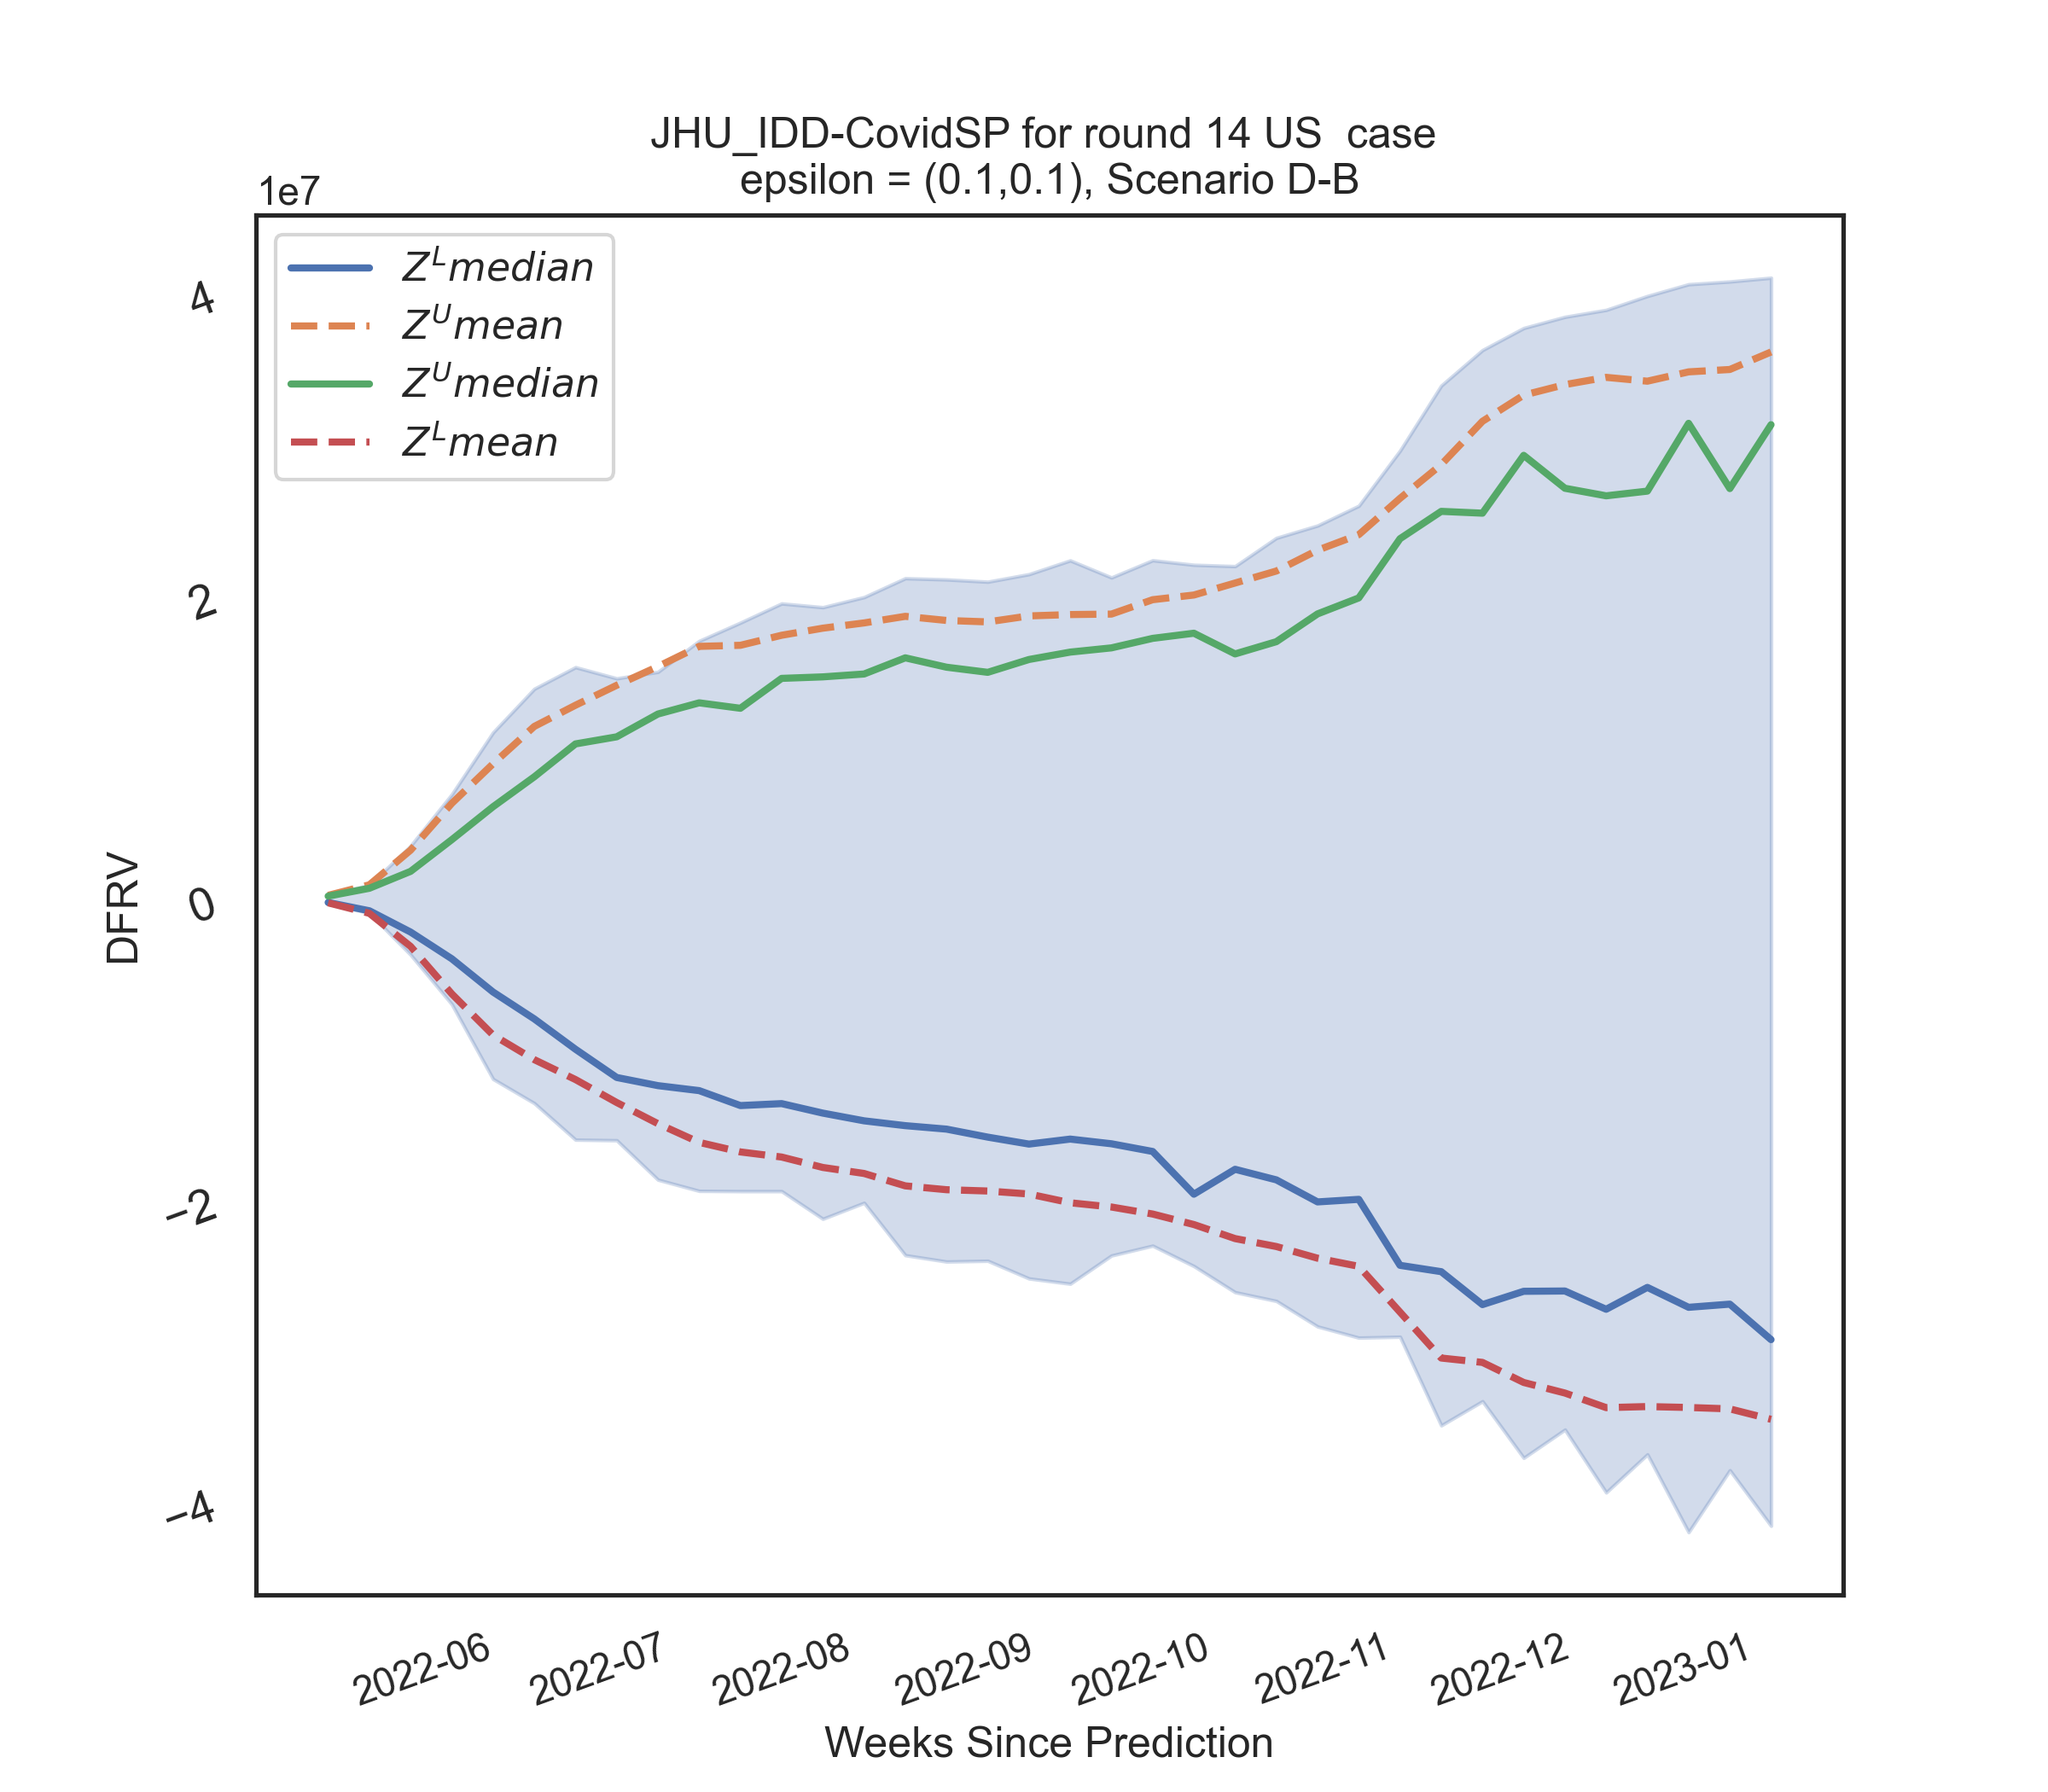 JHU_IDD-CovidSP for round 14 US  case
epsilon = (0.1,0.1), Scenario D-B
1e7
Z^L median
Z^U mean
Z^U median
Z^L mean
4
2
0
−2
−4
DFRV
2022-06
2022-07
2022-08
2022-09
2022-10
2022-11
2022-12
2023-01
Weeks Since Prediction